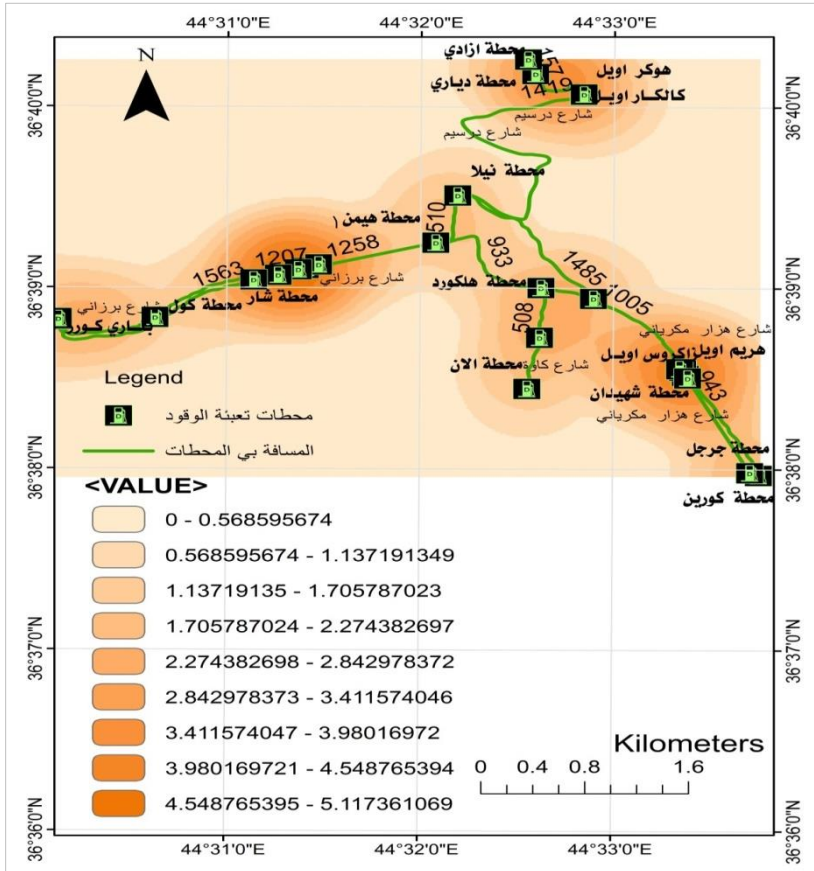 44°31'0"E
44°32'0"E
44°33'0"E
36°40'0"N
36°39'0"N
36°38'0"N
36°37'0"N
36°36'0"N
36°40'0"N
36°39'0"N
36°38'0"N
36°37'0"N
36°36'0"N
N
محطة ازادي
157
هوكر اويل
محطة دياري
1419
كالكار اويل
شارع درسيم
شارع درسيم
محطة نيلا
محطة هيمن (
510
933
1258
1207
1563
شارع برزاني
محطة هلكورد
1485
1005
محطة شار
محطة كول
شارع برزاني
508
شارع هزار مكرياني
هريم اويل
زاكروس اويل
محطة الان
شارع كاوة
943
محطة شهيدان
شارع هزار مكرياني
محطة جرجل
محطة كورين
Legend
محطات تعبئة الوقود
المسافة بي المحطات
<VALUE>
0 - 0.568595674
0.568595674 - 1.137191349
1.13719135 - 1.705787023
1.705787024 - 2.274382697
2.274382698 - 2.842978372
2.842978373 - 3.411574046
3.411574047 - 3.98016972
3.980169721 - 4.548765394
4.548765395 - 5.117361069
Kilometers
0 0.4 0.8 1.6
44°31'0"E
44°32'0"E
44°33'0"E